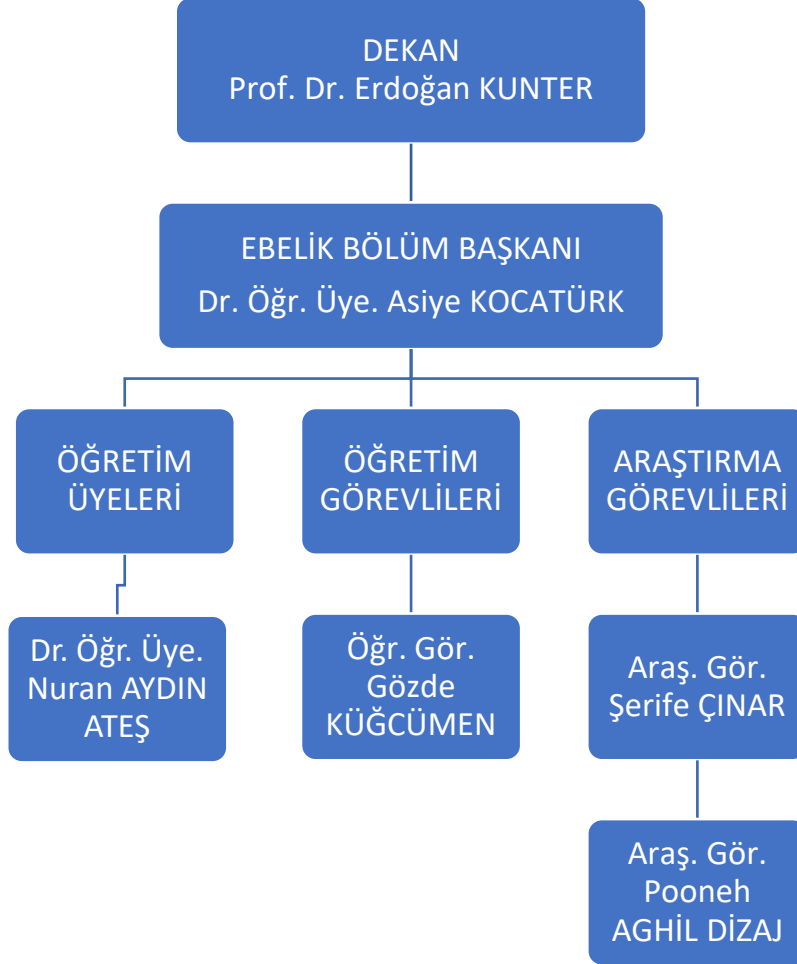 DEKAN
Prof. Dr. Erdoğan KUNTER
EBELİK BÖLÜM BAŞKANI
Dr. Öğr. Üye. Asiye KOCATÜRK
ÖĞRETİM
ÜYELERİ
Dr. Öğr. Üye.
Nuran AYDIN
ATEŞ
ÖĞRETİM
GÖREVLİLERİ
Öğr. Gör.
Gözde
KÜĞCÜMEN
ARAŞTIRMA
GÖREVLİLERİ
Araş. Gör.
Şerife ÇINAR
Araş. Gör.
Pooneh
AGHİL DİZAJ